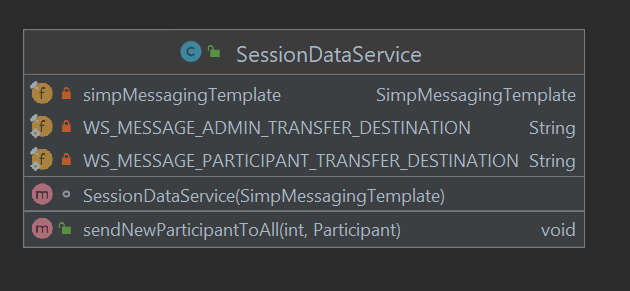 SessionDataService
simpMessagingTemplate SimpMessagingTemplate
WS_MESSAGE_ADMIN_TRANSFER_DESTINATION String
WS_MESSAGE_PARTICIPANT_TRANSFER_DESTINATION String
SessionDataService(SimpMessagingTemplate)
sendNewParticipantToAll(int, Participant) void